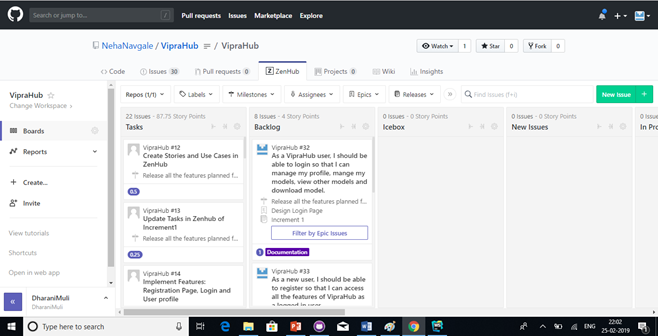 Search or jump to...
Pull requests Issues Marketplace Explore
NehaNavgale / VipraHub / VipraHub
Watch 1 Star 0 Fork 0
Code Issues 30 Pull requests 0 ZenHub Projects 0 Wiki Insights
VipraHub
Change Workspace
Boards
Reports
Create...
Invite
View tutorials
Shortcuts
Open in web app
DharaniMuli
DharaniMuli
Repos (1/1) Labels Milestones Assignees Epics Releases Find Issues (f+i) New Issue
22 Issues · 87.75 Story Points
Tasks
VipraHub #12
Create Stories and Use Cases in
ZenHub
Release all the features planned f...
0.5
VipraHub #13
Update Tasks in Zenhub of
Increment1
Release all the features planned f...
0.25
VipraHub #14
Implement Features:
Registration Page, Login and
User profile
8 Issues · 4 Story Points
Backlog
VipraHub #32
As a VipraHub user, I should be
able to login so that I can
manage my profile, mange my
models, view other models and
download model.
Release all the features planned f...
Design Login Page
Increment 1
Filter by Epic Issues
1 Documentation
VipraHub #33
As a new user, I should be able
to register so that I can access
all the features of VipraHub as
a logged in user
0 Issues · 0 Story Points
Icebox
0 Issues · 0 Story Points
New Issues
0 Issues
In Pro
Type here to search
ENG
22:02
25-02-2019